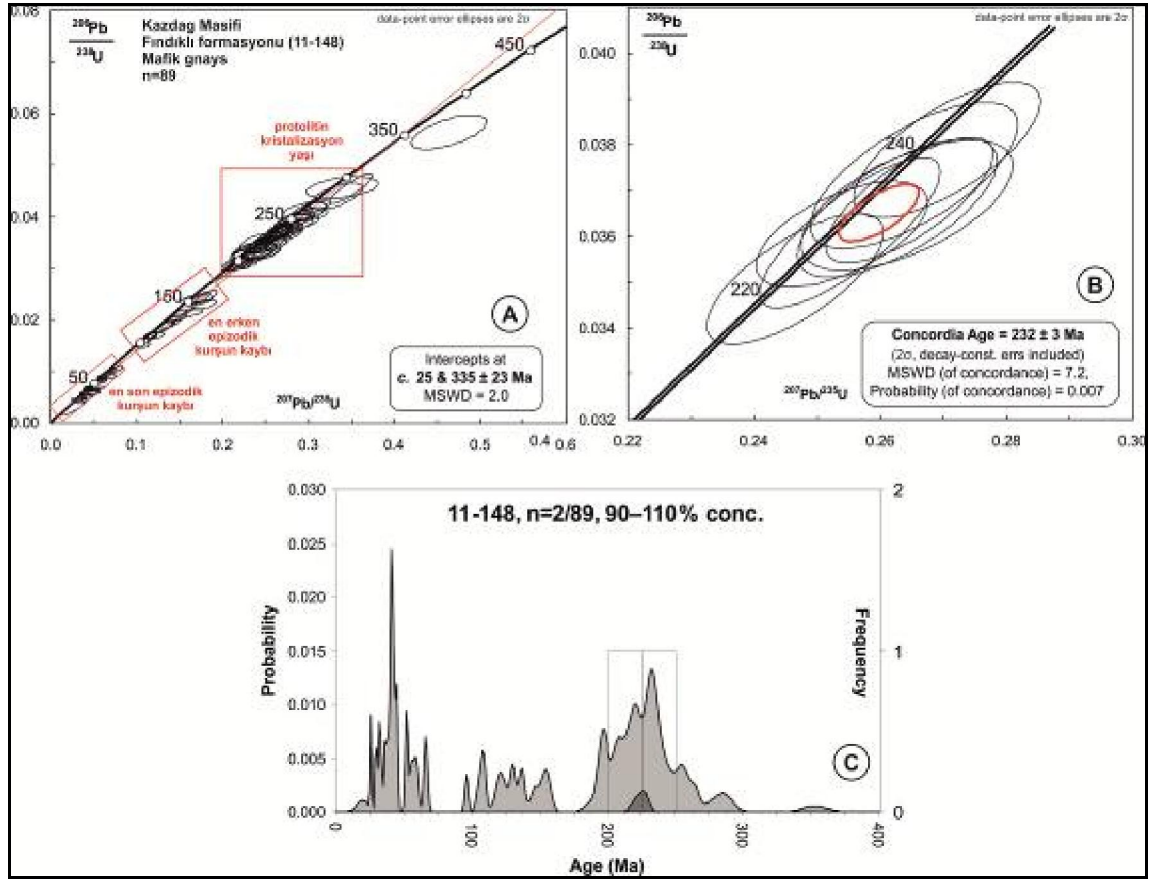 0.08
²⁰⁶Pb
²³⁸U
Kazdag Masifi
Fındıklı formasyonu (11-148)
Mafik gnays
n=89
data-point error ellipses are 2σ
450
0.06
protolitin
kristalizasyon
yaşı
350
0.04
250
0.02
150
en erken
epizodik
kurşun kaybı
A
50
en son epizodik
kurşun kaybı
Intercepts at
c. 25 & 335 ± 23 Ma
MSWD = 2.0
²⁰⁷Pb/²³⁸U
0.00
0.0 0.1 0.2 0.3 0.4 0.4 0.6
²⁰⁶Pb
²³⁸U
data-point error ellipses are 2σ
0.040
0.038
240
0.036
B
220
0.034
Concordia Age = 232 ± 3 Ma
(2σ, decay-const. errs included)
MSWD (of concordance) = 7.2,
Probability (of concordance) = 0.007
²⁰⁷Pb/²³⁵U
0.032
0.22 0.24 0.26 0.28 0.30
0.030
2
11-148, n=2/89, 90–110% conc.
0.025
0.020
0.015
1
0.010
0.005
0.000
0
Probability
Frequency
C
0 100 200 300 400
Age (Ma)